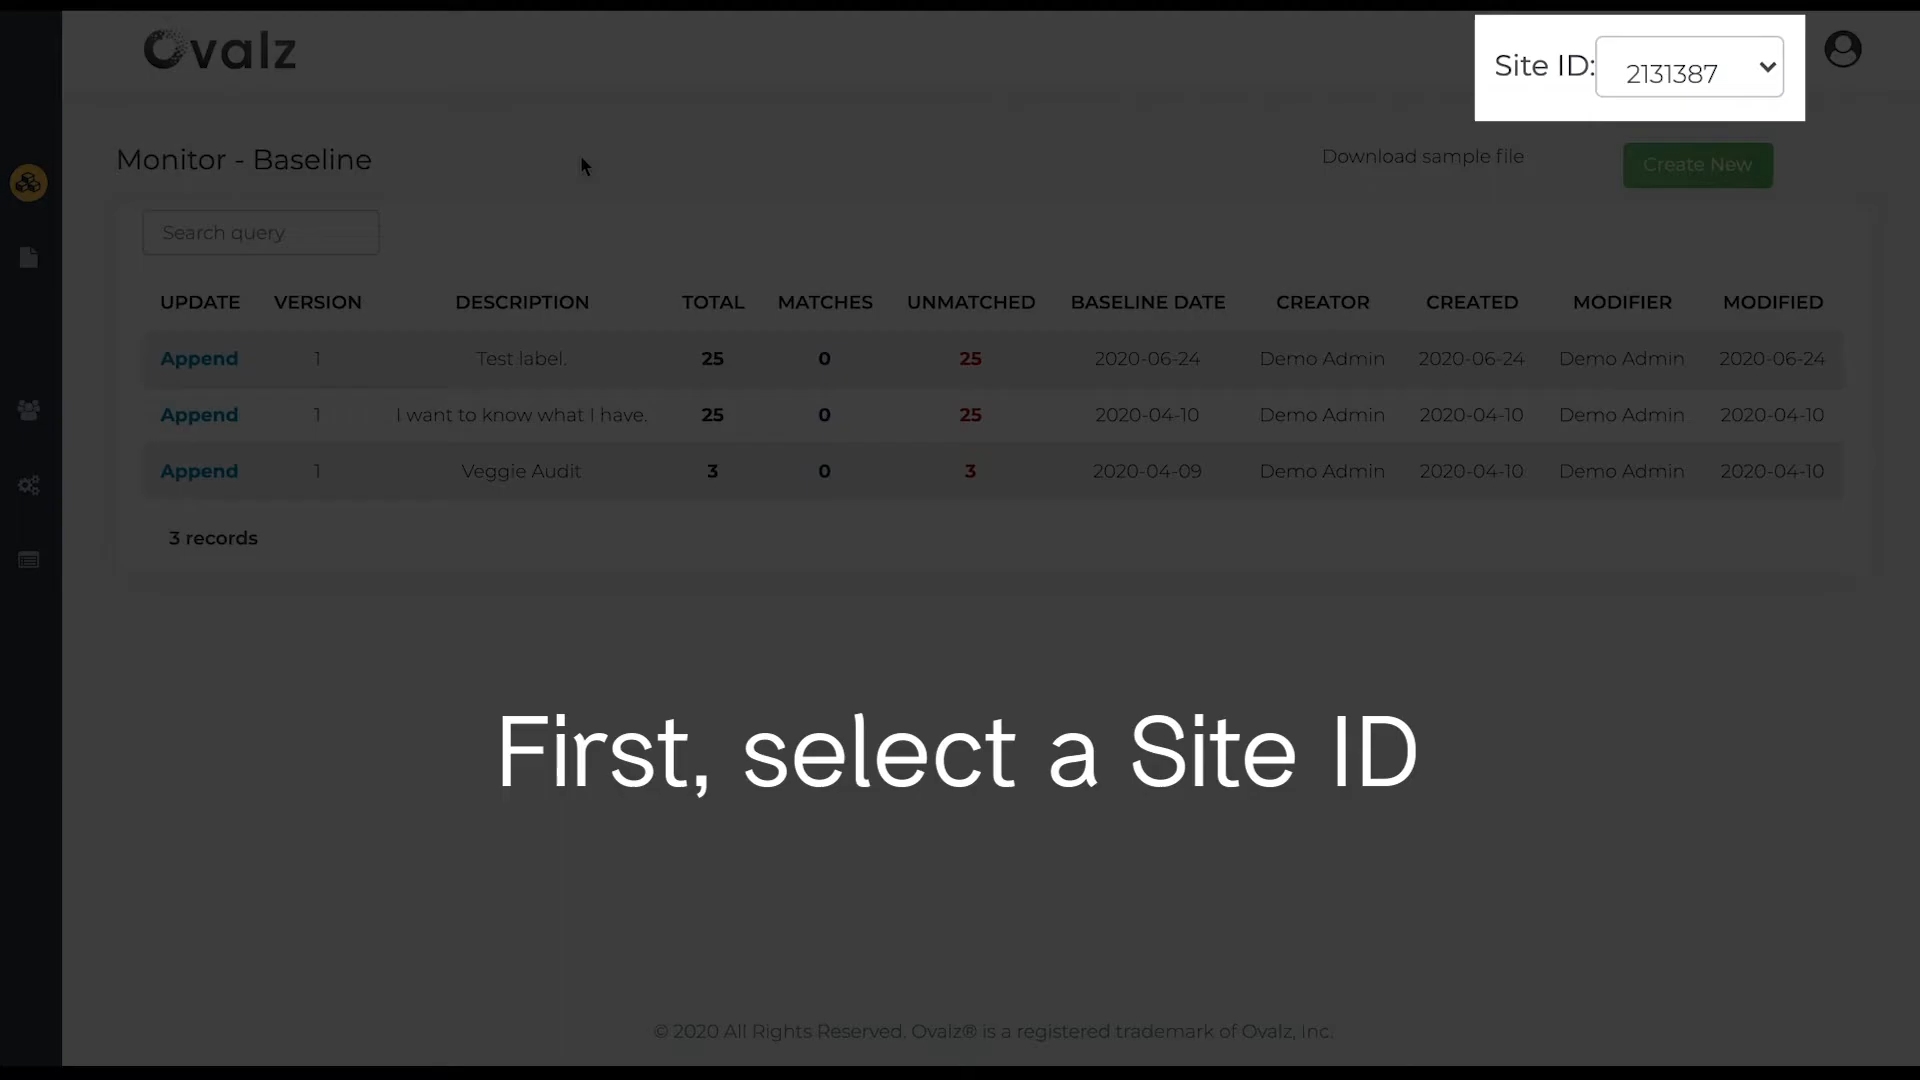 Ovalz
Site ID: 2131387
Monitor - Baseline
Download sample file
Create New
Search query
UPDATE VERSION DESCRIPTION TOTAL MATCHES UNMATCHED BASELINE DATE CREATOR CREATED MODIFIER MODIFIED
Append 1 Test label. 25 0 25 2020-06-24 Demo Admin 2020-06-24 Demo Admin 2020-06-24
Append 1 I want to know what I have. 25 0 25 2020-04-10 Demo Admin 2020-04-10 Demo Admin 2020-04-10
Append 1 Veggie Audit 3 0 3 2020-04-09 Demo Admin 2020-04-10 Demo Admin 2020-04-10
3 records
First, select a Site ID
© 2020 All Rights Reserved. Ovalz® is a registered trademark of Ovalz, Inc.